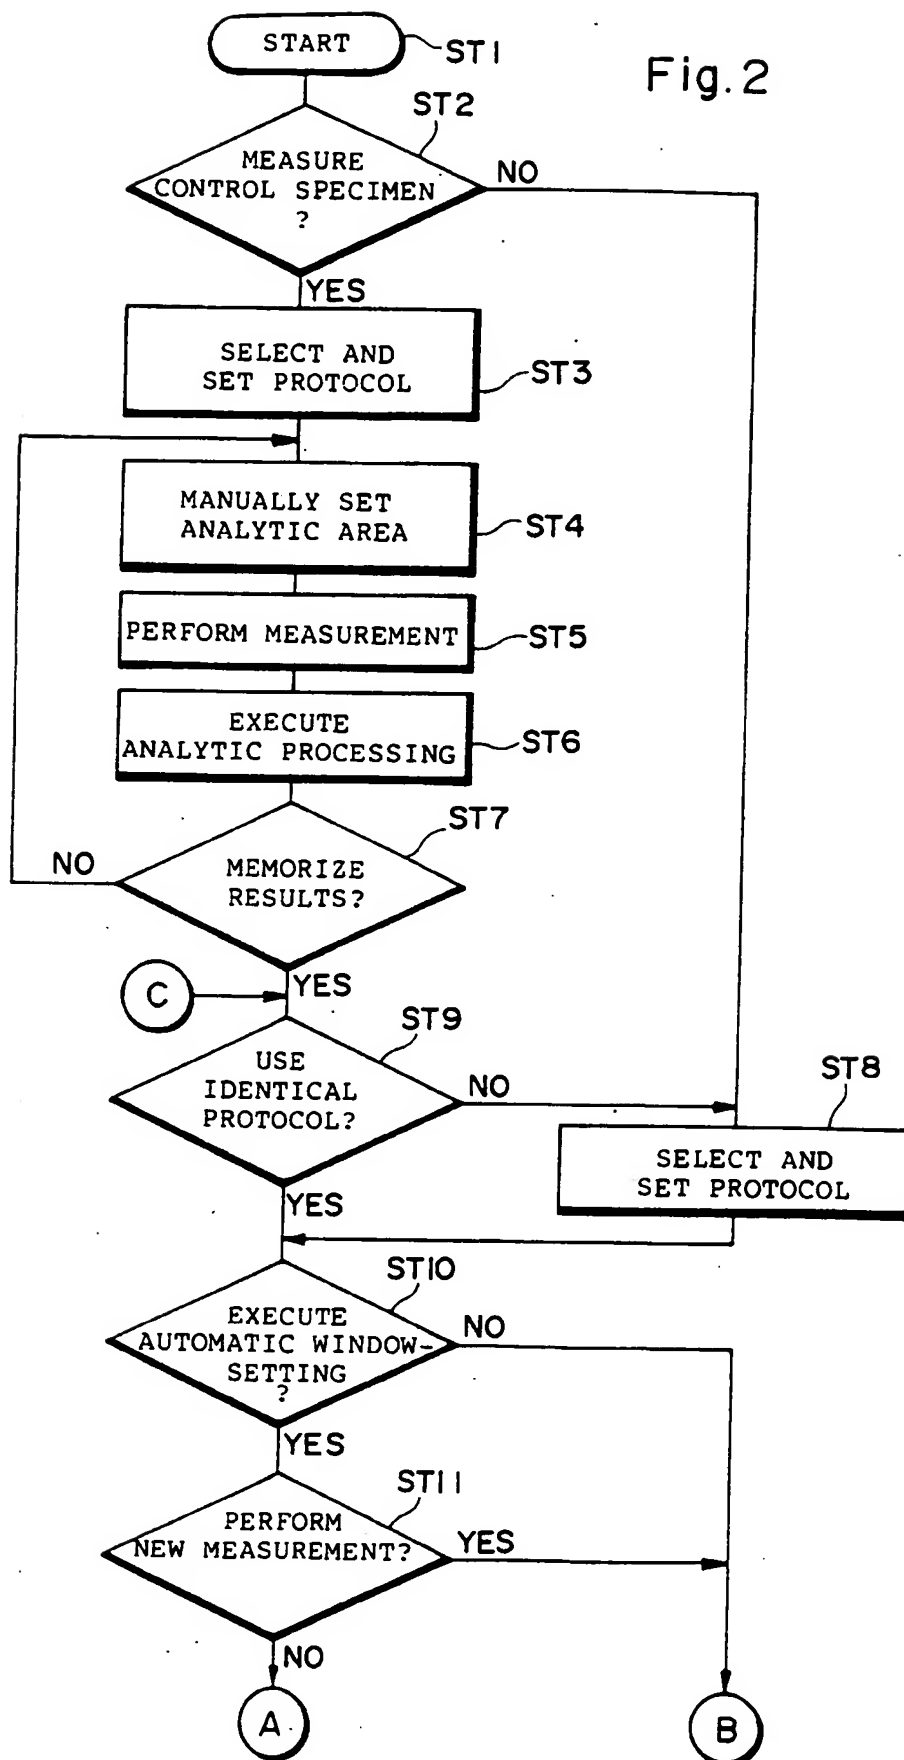 START
ST1
Fig. 2
ST2
MEASURE
CONTROL SPECIMEN
?
NO
YES
SELECT AND
SET PROTOCOL
ST3
MANUALLY SET
ANALYTIC AREA
ST4
PERFORM MEASUREMENT
ST5
EXECUTE
ANALYTIC PROCESSING
ST6
ST7
MEMORIZE
RESULTS?
NO
YES
C
ST9
USE
IDENTICAL
PROTOCOL?
NO
YES
ST8
SELECT AND
SET PROTOCOL
ST10
EXECUTE
AUTOMATIC WINDOW-
SETTING
?
NO
YES
ST11
PERFORM
NEW MEASUREMENT?
YES
NO
A
B